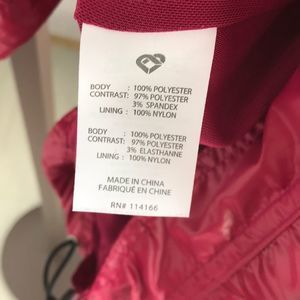 BODY : 100% POLYESTER
CONTRAST: 97% POLYESTER
3% SPANDEX
LINING : 100% NYLON
BODY : 100% POLYESTER
CONTRAST: 97% POLYESTER
3% ELASTHANNE
LINING : 100% NYLON
MADE IN CHINA
FABRIQUÉ EN CHINE
RN# 114166